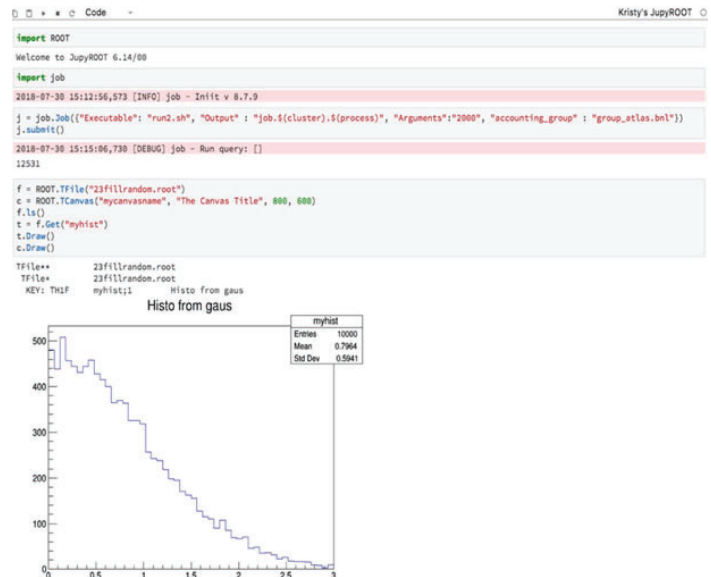 Code
Kristy's JupyROOT
import ROOT
Welcome to JupyROOT 6.14/00
import job
2018-07-30 15:12:56,573 [INFO] job - Iniit v 8.7.9
j = job.Job({"Executable": "run2.sh", "Output" : "job.$(cluster).$(process)", "Arguments":"2000", "accounting_group" : "group_atlas.bnl"})
j.submit()
2018-07-30 15:15:06,730 [DEBUG] job - Run query: []
12531
f = ROOT.TFile("23fillrandom.root")
c = ROOT.TCanvas("mycanvasname", "The Canvas Title", 800, 600)
f.ls()
t = f.Get("myhist")
t.Draw()
c.Draw()
TFile** 23fillrandom.root
TFile* 23fillrandom.root
KEY: TH1F myhist;1 Histo from gaus
Histo from gaus
myhist
Entries 10000
Mean 0.7964
Std Dev 0.5941
500
400
300
200
100
0
0 0.5 1 1.5 2 2.5 3